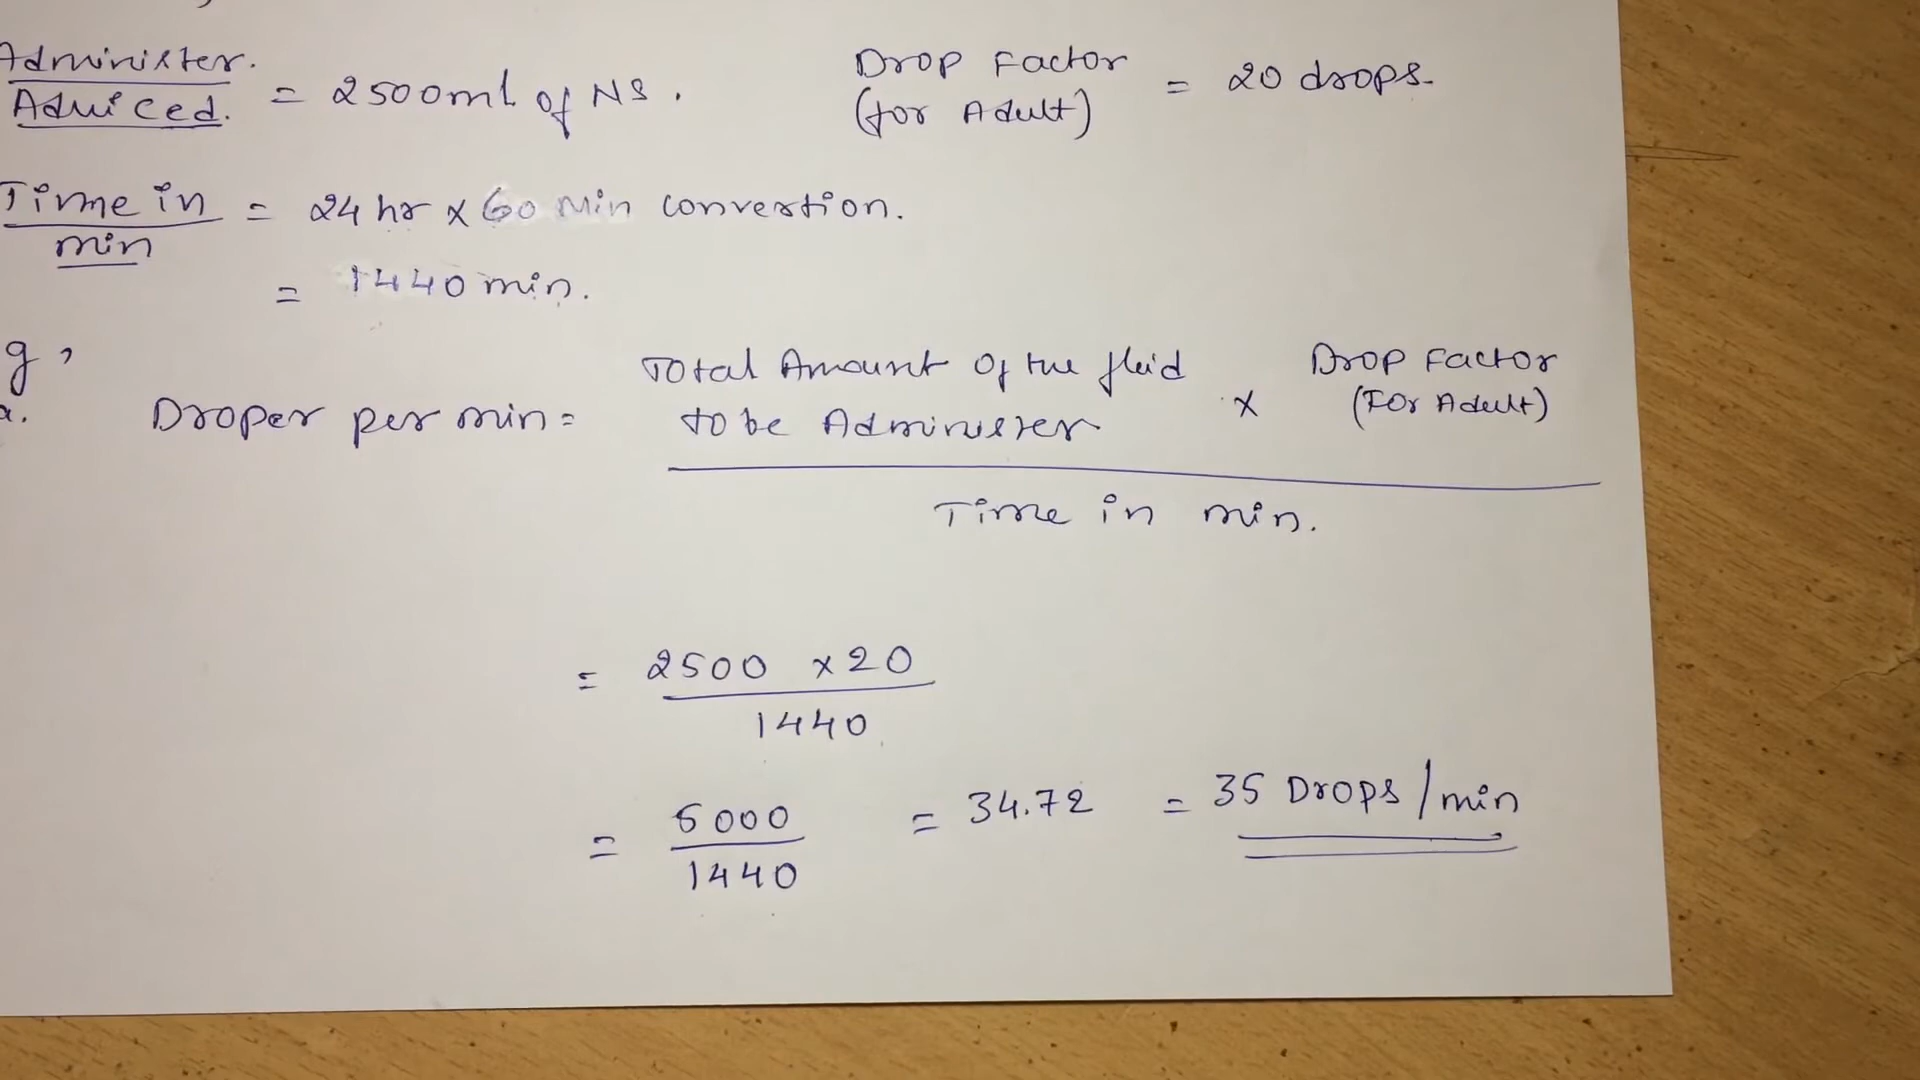 Administer.
Adviced. = 2500ml of NS. Drop Factor (for Adult) = 20 drops.
Time in min = 24 hr x 60 Min convertion.
= 1440 min.
g,
a.
Droper per min = Total Amount of the fluid to be Administer x Drop Factor (For Adult)
Time in min.
= 2500 x 20
1440
= 5000
1440
= 34.72 = 35 Drops / min